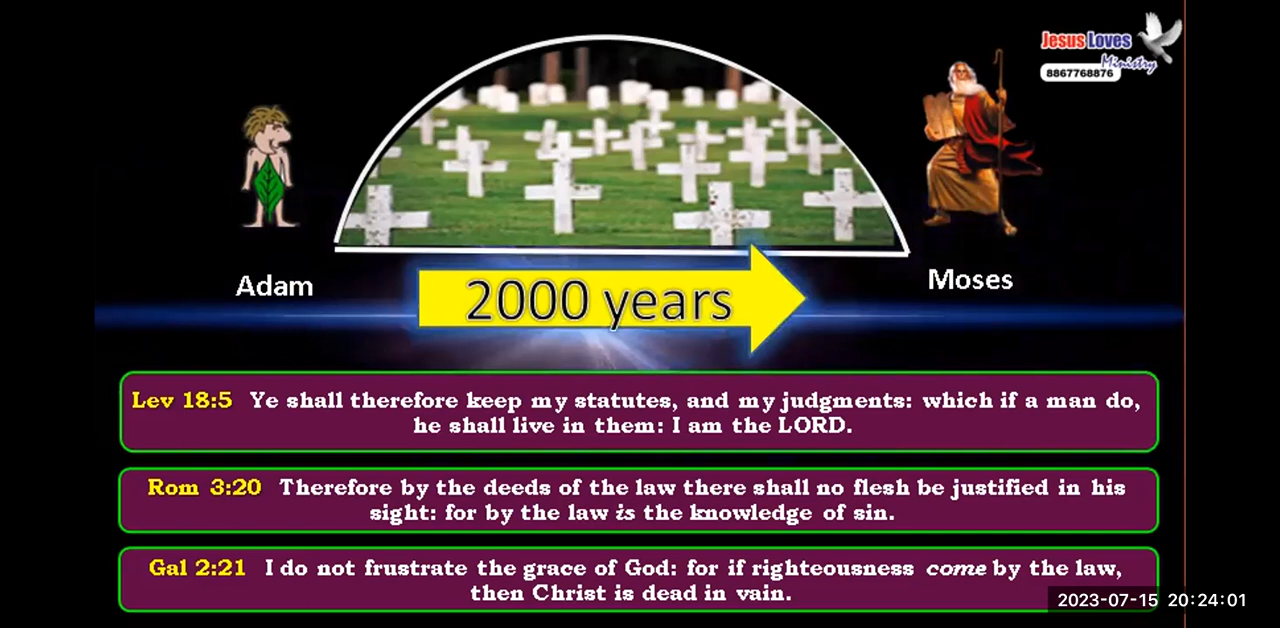 Jesus Loves
Ministry
8867768876
Adam
Moses
2000 years
Lev 18:5 Ye shall therefore keep my statutes, and my judgments: which if a man do,
he shall live in them: I am the LORD.
Rom 3:20 Therefore by the deeds of the law there shall no flesh be justified in his
sight: for by the law is the knowledge of sin.
Gal 2:21 I do not frustrate the grace of God: for if righteousness come by the law,
then Christ is dead in vain.
2023-07-15 20:24:01